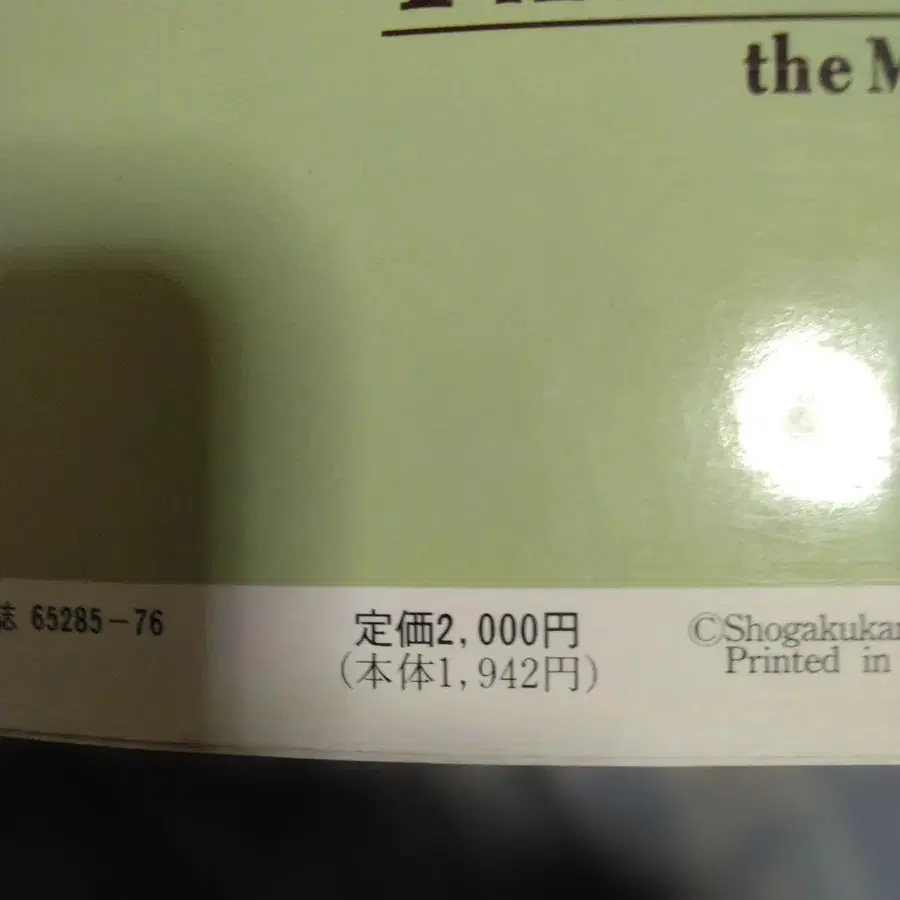 the
誌 65285-76
定価2,000円
(本体1,942円)
©Shogakukan
Printed in